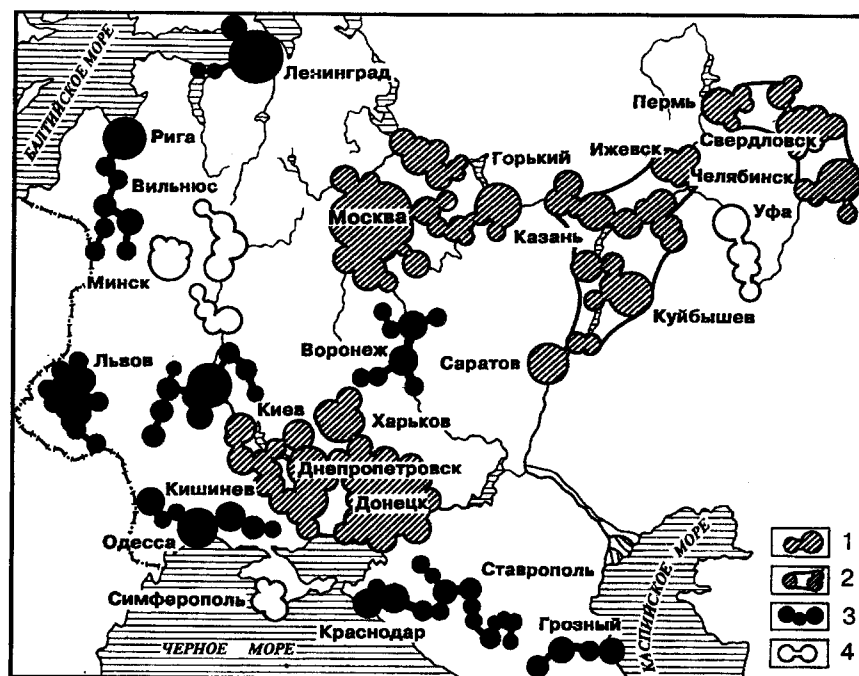 БАЛТИЙСКОЕ МОРЕ
Ленинград
Рига
Вильнюс
Минск
Пермь
Свердловск
Ижевск
Челябинск
Горький
Москва
Казань
Уфа
Куйбышев
Воронеж
Саратов
Львов
Киев
Харьков
Днепропетровск
Кишинев
Донецк
Одесса
Симферополь
Ставрополь
Краснодар
Грозный
ЧЕРНОЕ МОРЕ
КАСПИЙСКОЕ МОРЕ
1
2
3
4